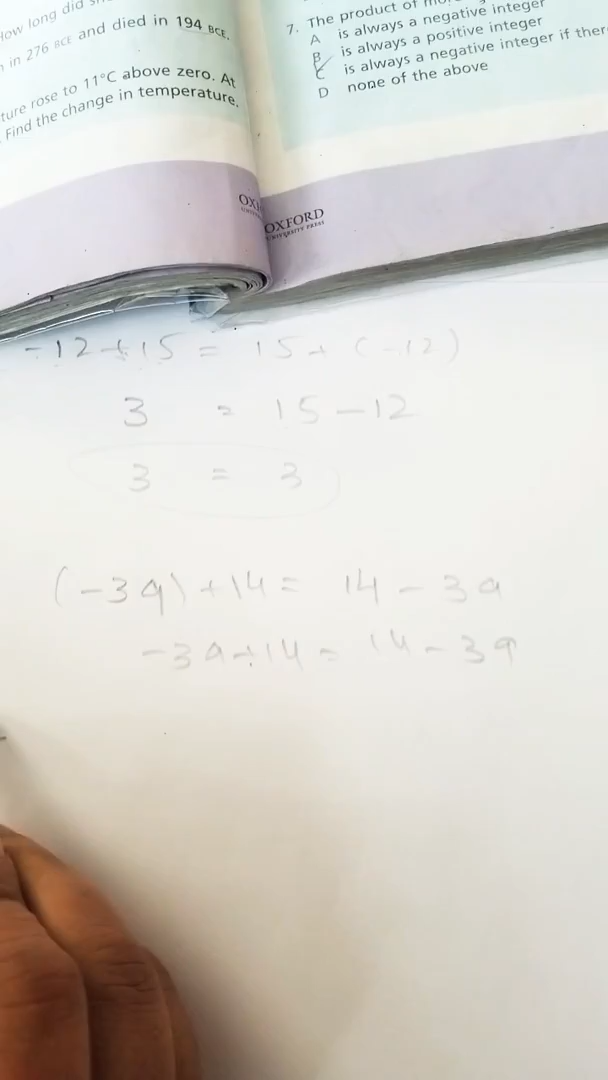 How long did
in 276 BCE and died in 194 BCE.
ture rose to 11°C above zero. At
Find the change in temperature.
7. The product of
A is always a negative integer
B is always a positive integer
C is always a negative integer if ther
D none of the above
OXFORD
UNIVERSITY PRESS
-12+15 = 15+(-12)
3 = 15-12
3 = 3
(-39)+14 = 14-39
-39+14 = 14-39